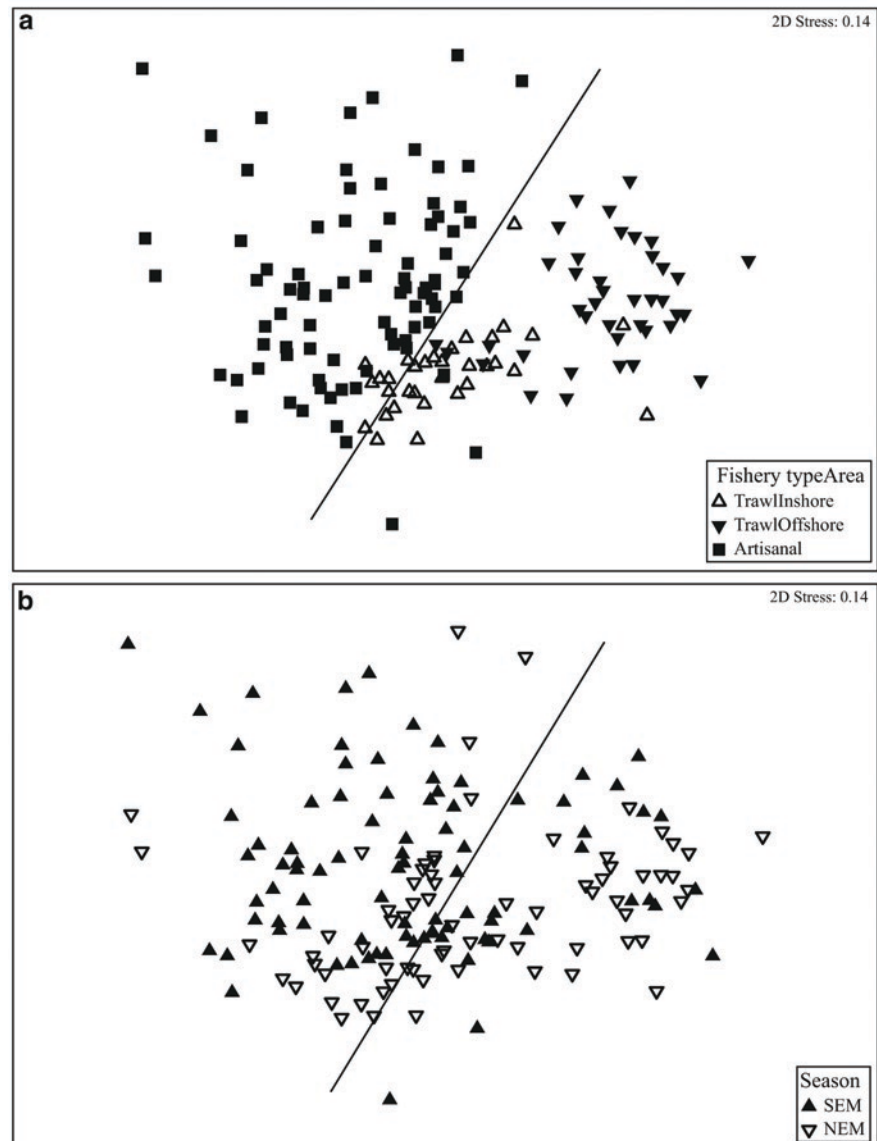 a
2D Stress: 0.14
Fishery typeArea
TrawlInshore
TrawlOffshore
Artisanal
b
2D Stress: 0.14
Season
SEM
NEM